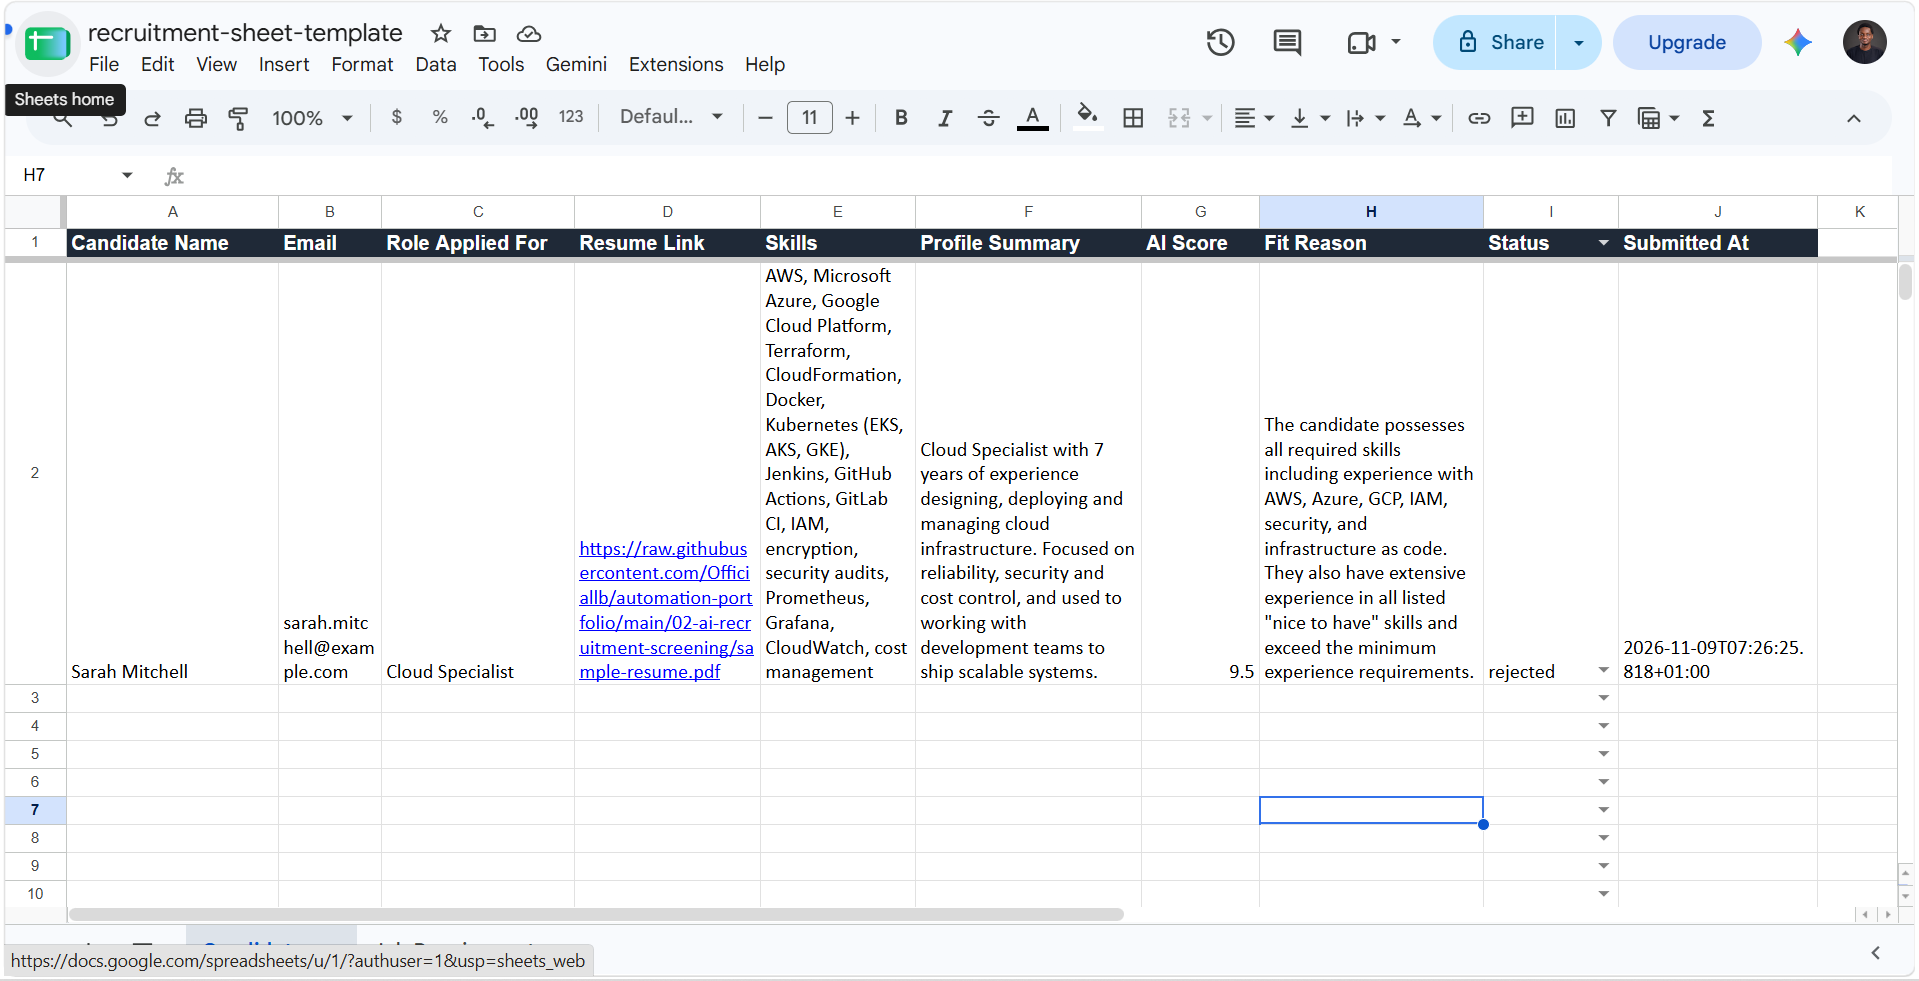 recruitment-sheet-template
File Edit View Insert Format Data Tools Gemini Extensions Help
Share
Upgrade
Sheets home
100%
$ % .0 .00 123
Defaul...
11
B I A
H7
fx
A B C D E F G H I J K
1 Candidate Name Email Role Applied For Resume Link Skills Profile Summary AI Score Fit Reason Status Submitted At
2
Sarah Mitchell
sarah.mitc
hell@exam
ple.com
Cloud Specialist
https://raw.githubus
ercontent.com/Offici
allb/automation-port
folio/main/02-ai-recr
uitment-screening/sa
mple-resume.pdf
AWS, Microsoft
Azure, Google
Cloud Platform,
Terraform,
CloudFormation,
Docker,
Kubernetes (EKS,
AKS, GKE),
Jenkins, GitHub
Actions, GitLab
CI, IAM,
encryption,
security audits,
Prometheus,
Grafana,
CloudWatch, cost
management
Cloud Specialist with 7
years of experience
designing, deploying and
managing cloud
infrastructure. Focused on
reliability, security and
cost control, and used to
working with
development teams to
ship scalable systems.
9.5
The candidate possesses
all required skills
including experience with
AWS, Azure, GCP, IAM,
security, and
infrastructure as code.
They also have extensive
experience in all listed
"nice to have" skills and
exceed the minimum
experience requirements.
rejected
2026-11-09T07:26:25.
818+01:00
3
4
5
6
7
8
9
10
https://docs.google.com/spreadsheets/u/1/?authuser=1&usp=sheets_web